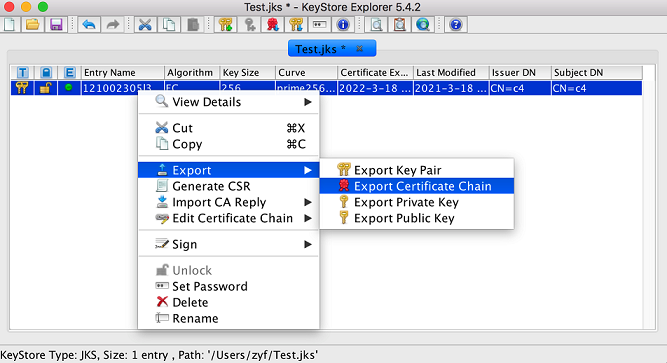 Test.jks * - KeyStore Explorer 5.4.2
Test.jks *
T E Entry Name Algorithm Key Size Curve Certificate Ex... Last Modified Issuer DN Subject DN
EC 256 prime256... 2022-3-18 ... 2021-3-18 ... CN=c4 CN=c4
View Details
Cut ⌘X
Copy ⌘C
Export
Generate CSR
Import CA Reply
Edit Certificate Chain
Sign
Unlock
Set Password
Delete
Rename
Export Key Pair
Export Certificate Chain
Export Private Key
Export Public Key
KeyStore Type: JKS, Size: 1 entry , Path: '/Users/zyf/Test.jks'